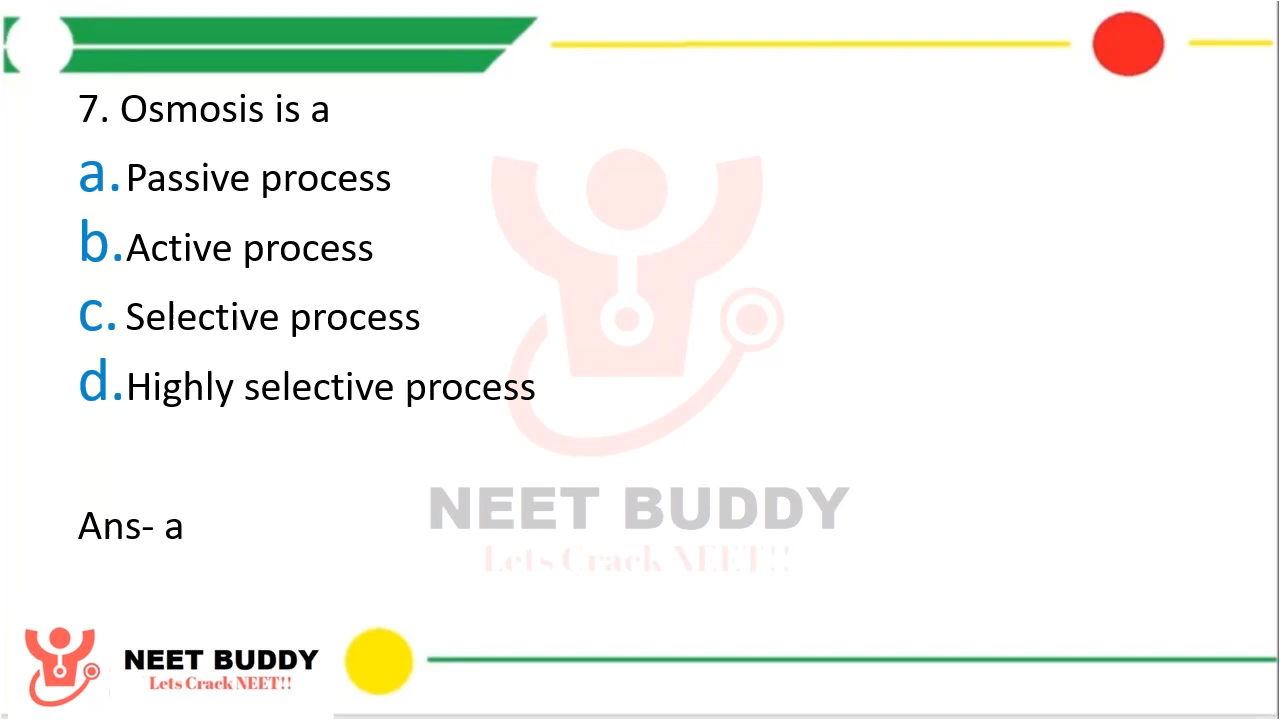 7. Osmosis is a
a. Passive process
b. Active process
c. Selective process
d. Highly selective process
NEET BUDDY
Ans- a
Lets Crack NEET!!
NEET BUDDY
Lets Crack NEET!!